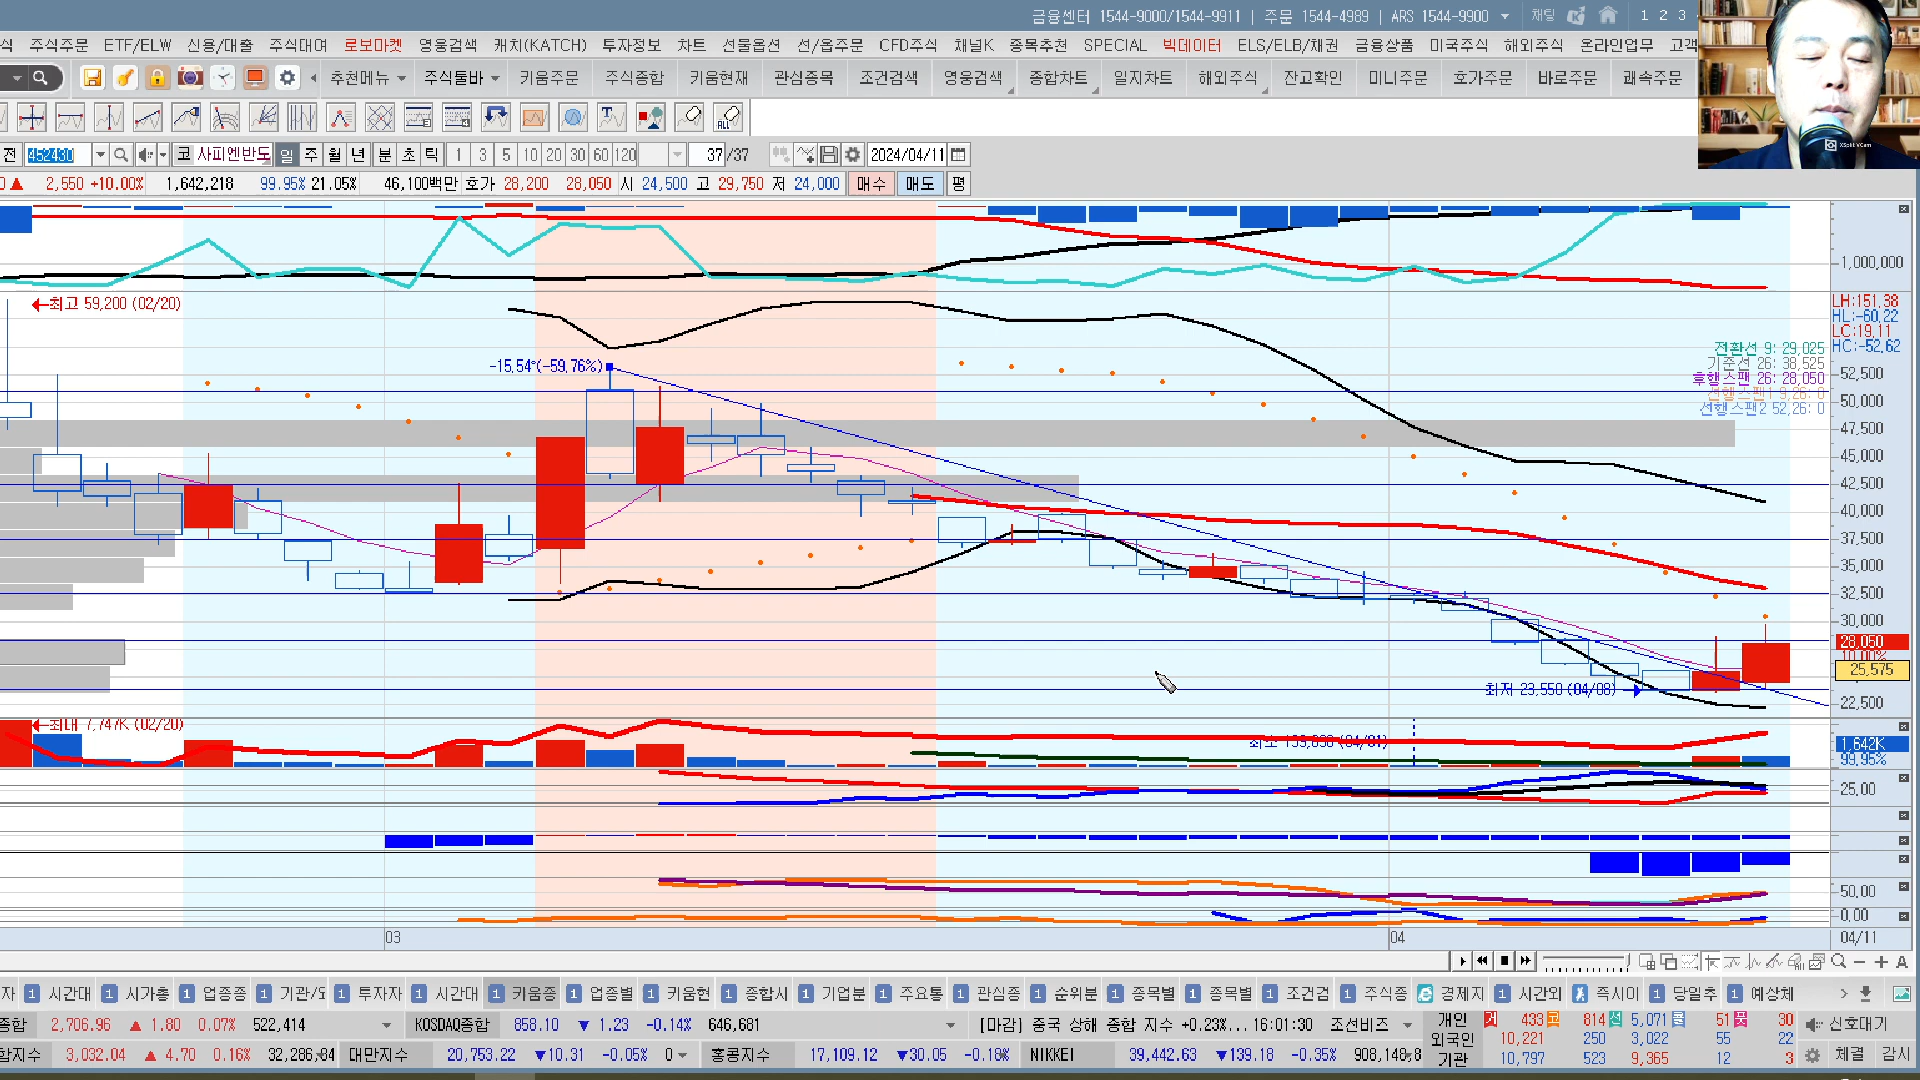 금융센터 1544-9000/1544-9911 | 주문 1544-4989 | ARS 1544-9900 채팅 1 2 3
식 주식주문 ETF/ELW 신용/대출 주식대여 로보마켓 영웅검색 캐치(KATCH) 투자정보 차트 선물옵션 선/옵주문 CFD주식 채널K 종목추천 SPECIAL 빅데이터 ELS/ELB/채권 금융상품 미국주식 해외주식 온라인업무 고객
추천메뉴 주식툴바 키움주문 주식종합 키움현재 관심종목 조건검색 영웅검색 종합차트 일지차트 해외주식 잔고확인 미니주문 호가주문 바로주문 쾌속주문
전 452430 코 사피엔반도 일 주 월 년 분 초 틱 1 3 5 10 20 30 60 120 37 /37 2024/04/11
▲ 2,550 +10.00% 1,642,218 99.95% 21.05% 46,100백만 호가 28,200 28,050 시 24,500 고 29,750 저 24,000 매수 매도 평
XSplit VCam
1,000,000
←최고 59,200 (02/20)
LH:151.38
HL:-60.22
LC:19.11
HC:-52.62
전환선 9: 29,025
기준선 26: 38,525
후행스팬 26: 28,050
선행스팬1 9,26: 0
선행스팬2 52,26: 0
-15.54°(-59.76%)
52,500
50,000
47,500
45,000
42,500
40,000
37,500
35,000
32,500
30,000
28,050
10.00%
25,575
최저 23,550 (04/08)
22,500
←최대 7,747K (02/20)
1,642K
99.95%
25.00
50.00
0.00
03 04 04/11
A
자 1 시간대 1 시가총 1 업종종 1 기관/도 1 투자자 1 시간대 1 키움종 1 업종별 1 키움현 1 종합시 1 기업분 1 주요통 1 관심종 1 순위분 1 종목별 1 종목별 1 조건검 1 주식종 경제지 1 시간외 즉시이 1 당일추 1 예상체
종합 2,706.96 ▲ 1.80 0.07% 522,414 KOSDAQ종합 858.10 ▼ 1.23 -0.14% 646,681 [마감] 중국 상해 종합 지수 +0.23%... 16:01:30 조선비즈
합지수 3,032.04 ▲ 4.70 0.16% 대만지수 20,753.22 ▼10.31 -0.05% 0 홍콩지수 17,109.12 ▼30.05 -0.18% NIKKEI 39,442.63 ▼139.18 -0.35%
개인 거 433 코 814 선 5,071 콜 51 풋 30 신호대기
외국인 10,221 250 3,022 55 22
기관 10,797 523 9,365 12 3 체결 감시